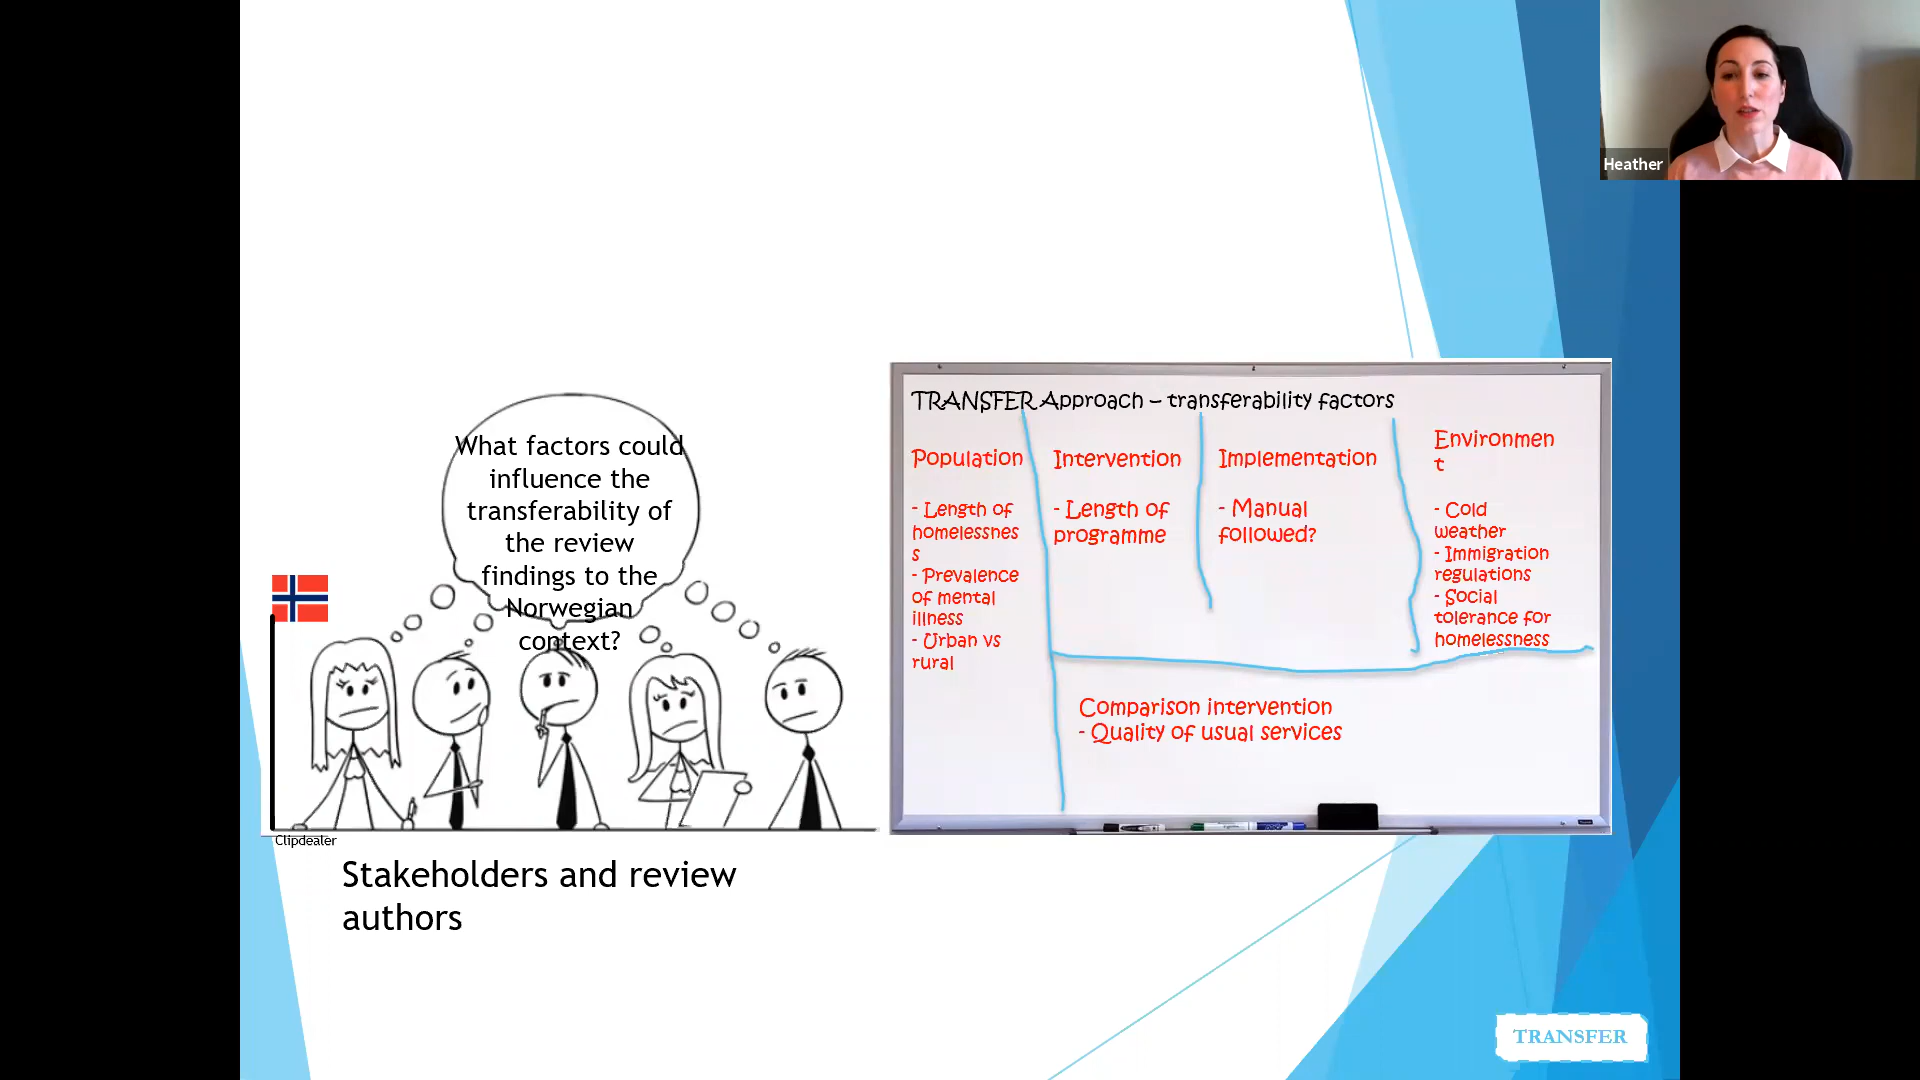 Heather
What factors could
influence the
transferability of
the review
findings to the
Norwegian
context?
Clipdealer
Stakeholders and review
authors
TRANSFER Approach – transferability factors
Population
- Length of
homelessnes
s
- Prevalence
of mental
illness
- Urban vs
rural
Intervention
- Length of
programme
Implementation
- Manual
followed?
Environmen
t
- Cold
weather
- Immigration
regulations
- Social
tolerance for
homelessness
Comparison intervention
- Quality of usual services
TRANSFER